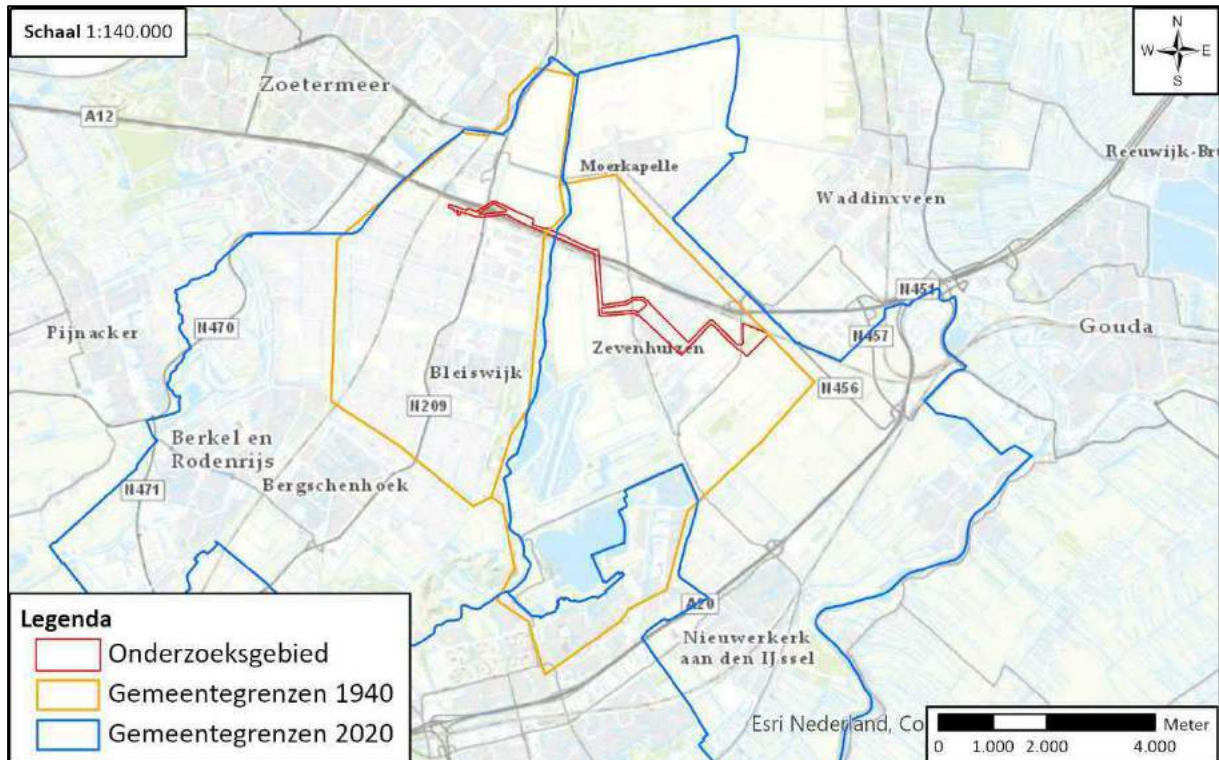 Schaal 1:140.000
N
W E
S
Zoetermeer
A12
Moerkapelle
Reeuwijk-Br
Waddinxveen
Pijnacker
N470
N451
N457
Gouda
Zevenhuizen
Bleiswijk
N456
N209
Berkel en
Rodenrijs
N471
Bergschenhoek
A20
Nieuwerkerk
aan den IJssel
Legenda
Onderzoeksgebied
Gemeentegrenzen 1940
Gemeentegrenzen 2020
Esri Nederland, Co
Meter
0 1.000 2.000 4.000